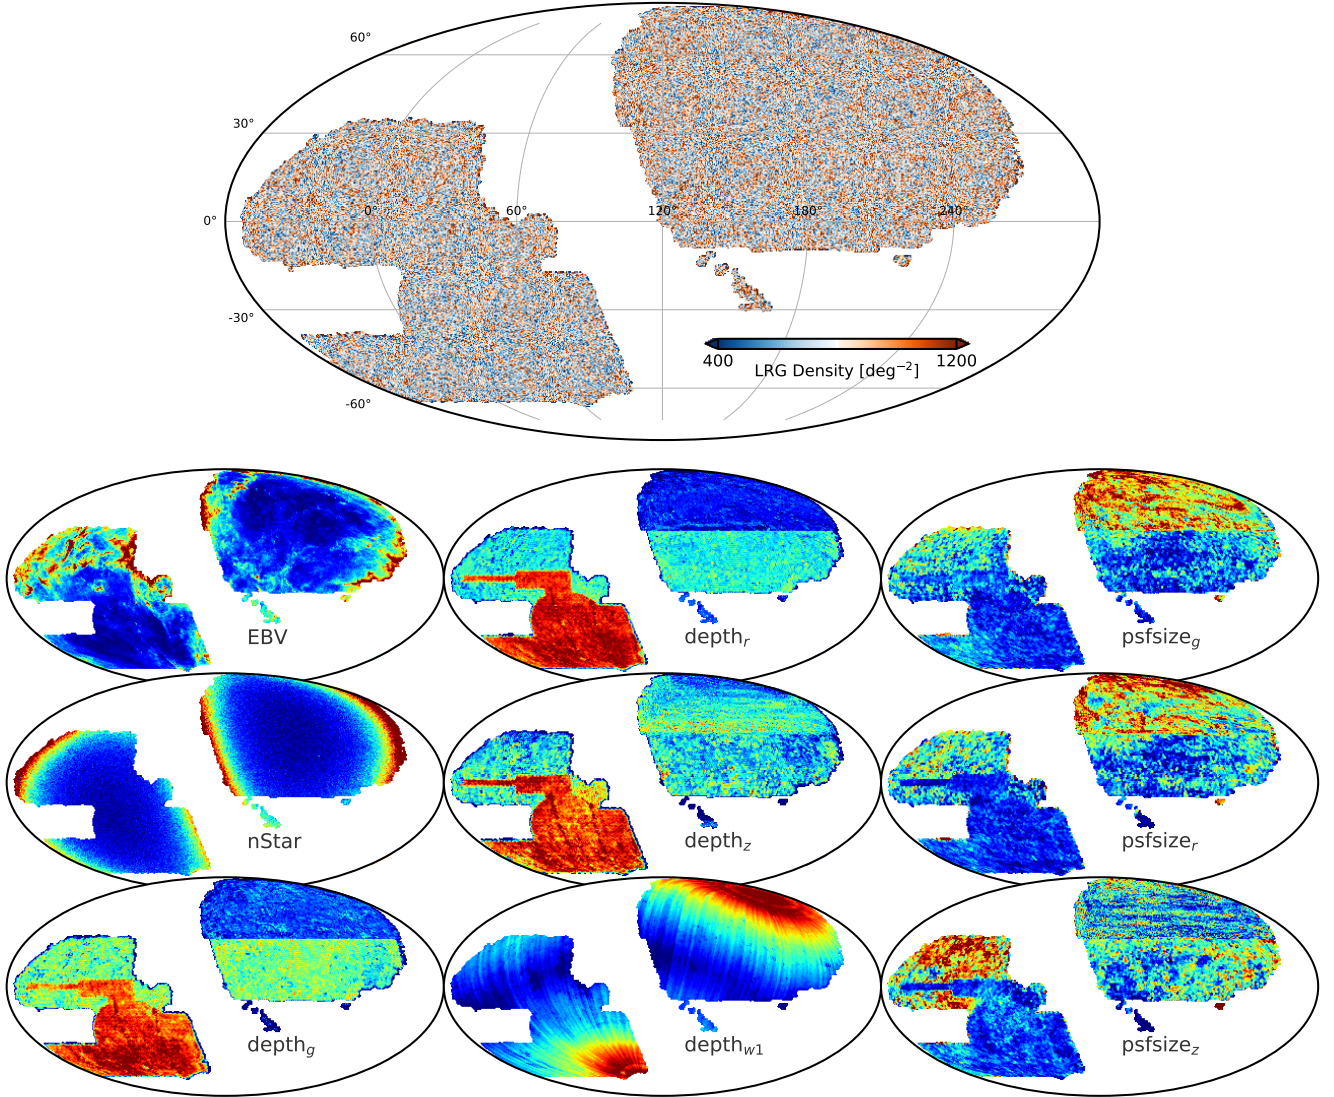 60°
30°
0°
0°
60°
120°
180
240
-30°
400
1200
LRG Density [deg⁻²]
-60°
EBV
depth_r
psfsize_g
nStar
depth_z
psfsize_r
depth_g
depth_w1
psfsize_z